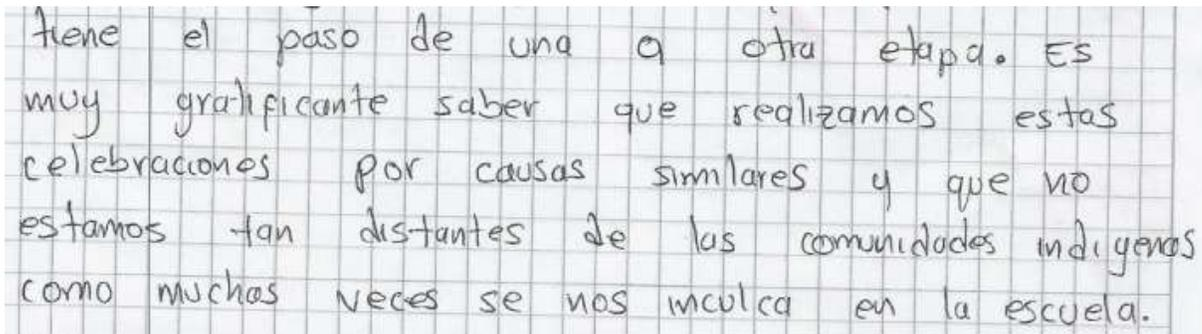 tiene el paso de una a otra etapa. Es
muy gratificante saber que realizamos estas
celebraciones por causas similares y que no
estamos tan distantes de las comunidades indigenas
como muchas veces se nos inculca en la escuela.